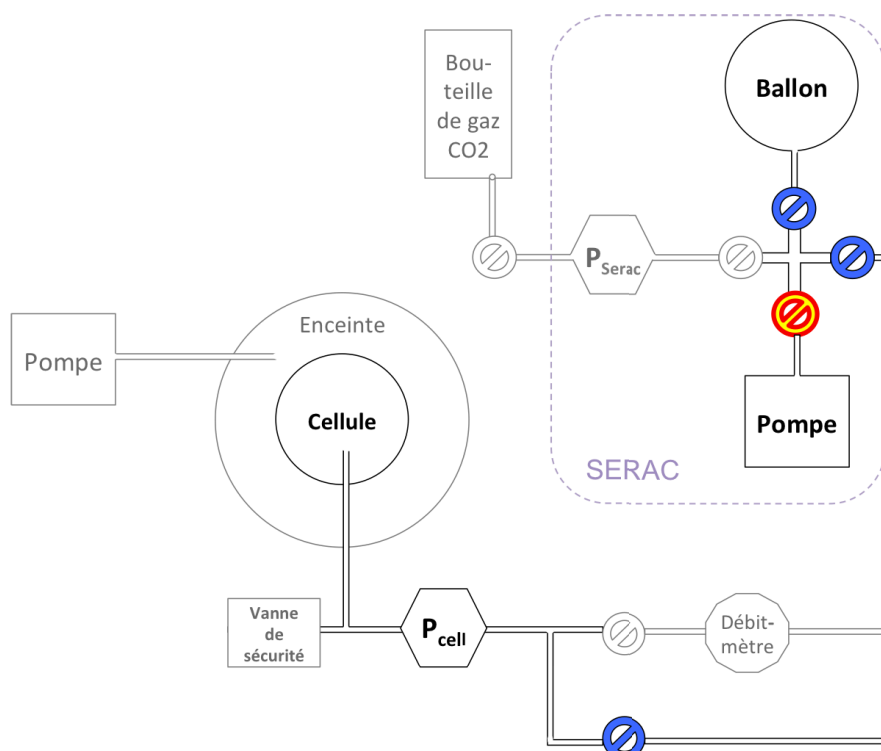 Bou-
teille
de gaz
CO2
Ballon
P Serac
Enceinte
Pompe
Cellule
Pompe
SERAC
Vanne
de
sécurité
P cell
Débit-
mètre